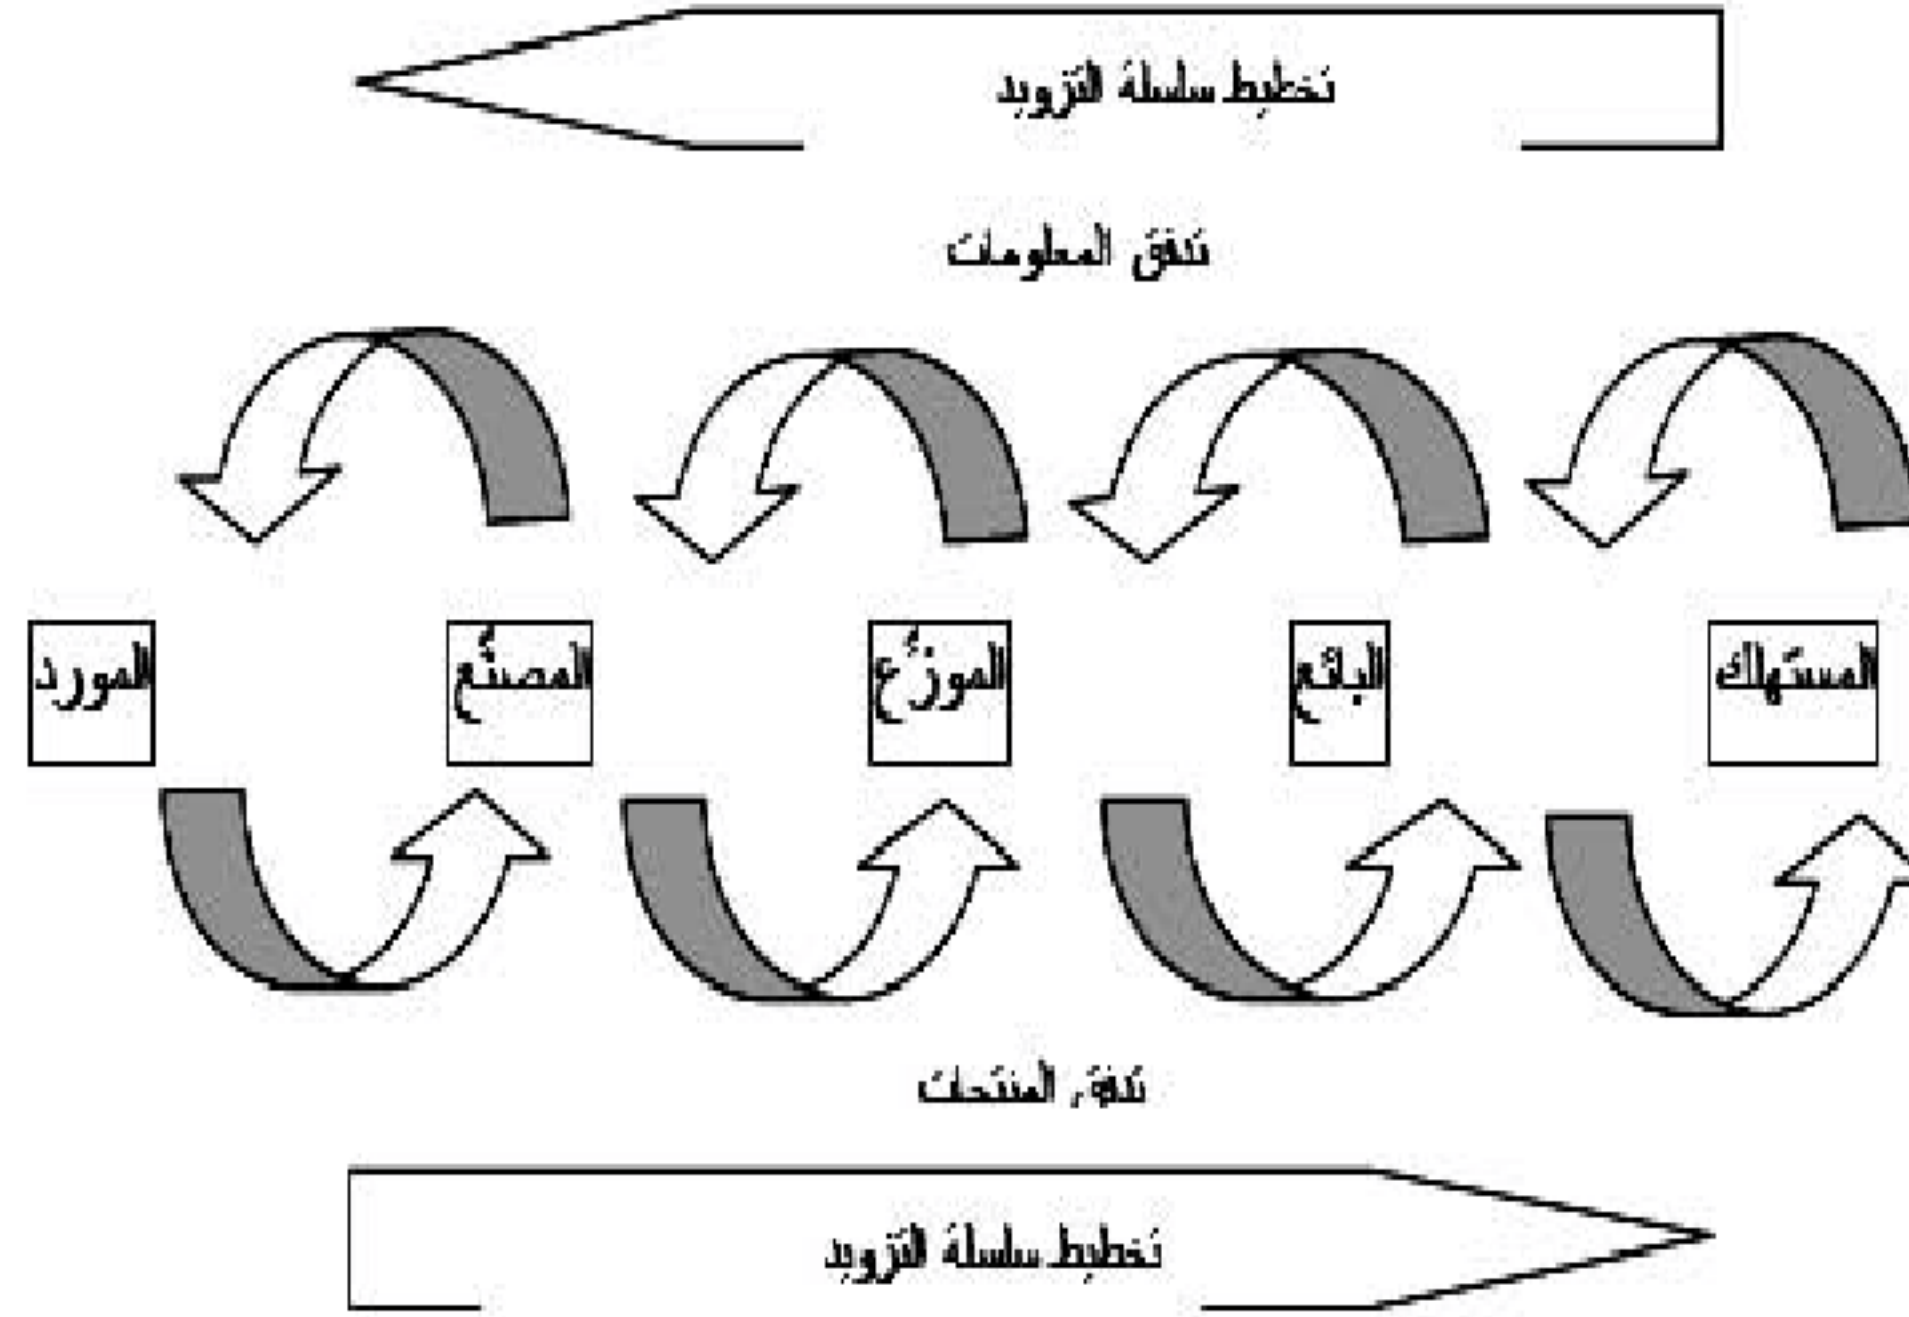 تخطيط سلسلة التزويد
تدفق المعلومات
المستهلك
البائع
الموزّع
المصنّع
المورد
تدفق المنتجات
تخطيط سلسلة التزويد